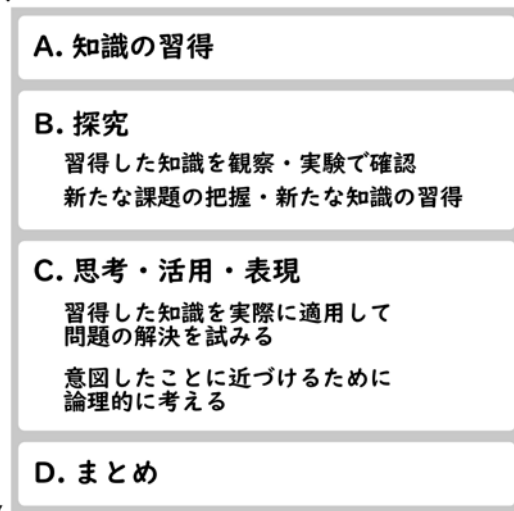 A. 知識の習得
B. 探究
習得した知識を観察・実験で確認
新たな課題の把握・新たな知識の習得
C. 思考・活用・表現
習得した知識を実際に適用して
問題の解決を試みる
意図したことに近づけるために
論理的に考える
D. まとめ